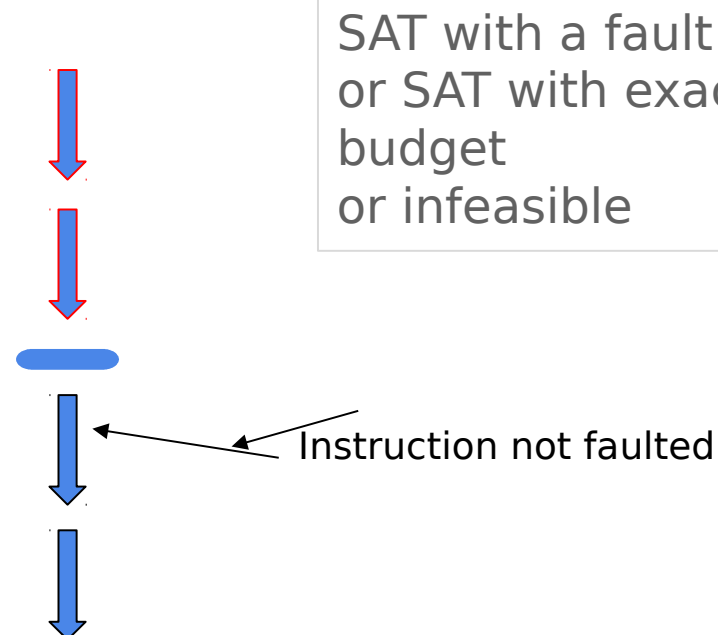 SAT with a fault
or SAT with exac
budget
or infeasible
Instruction not faulted